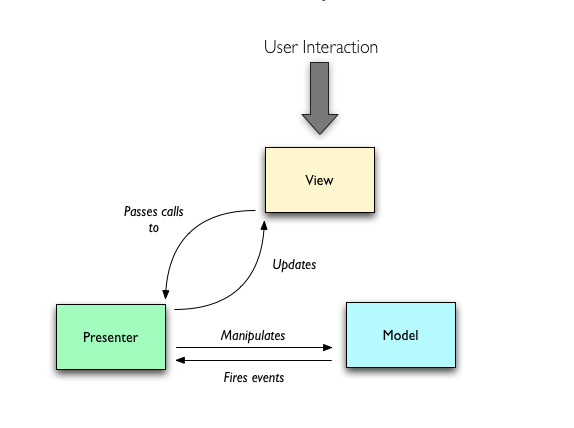 User Interaction
View
Passes calls
to
Updates
Presenter
Manipulates
Model
Fires events